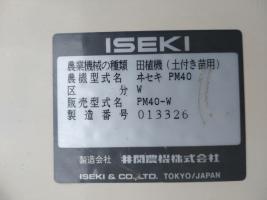 ISEKI
農業機械の種類 田植機（土付き苗用）
農機型式名 ヰセキ PM40
区分 W
販売型式名 PM40-W
製造番号 013326
製造会社 井関農機株式会社
ISEKI & CO.,LTD. TOKYO/JAPAN